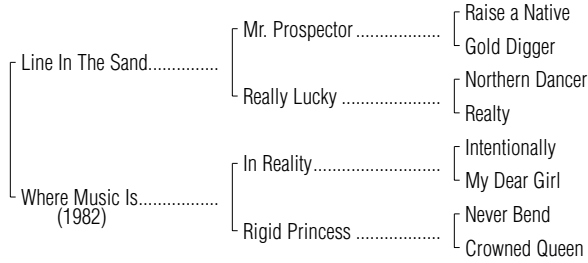 Raise a Native
Mr. Prospector ..................
Gold Digger
Line In The Sand...............
Northern Dancer
Really Lucky .....................
Realty
Intentionally
In Reality...........................
My Dear Girl
Where Music Is.................
(1982)
Never Bend
Rigid Princess ...................
Crowned Queen